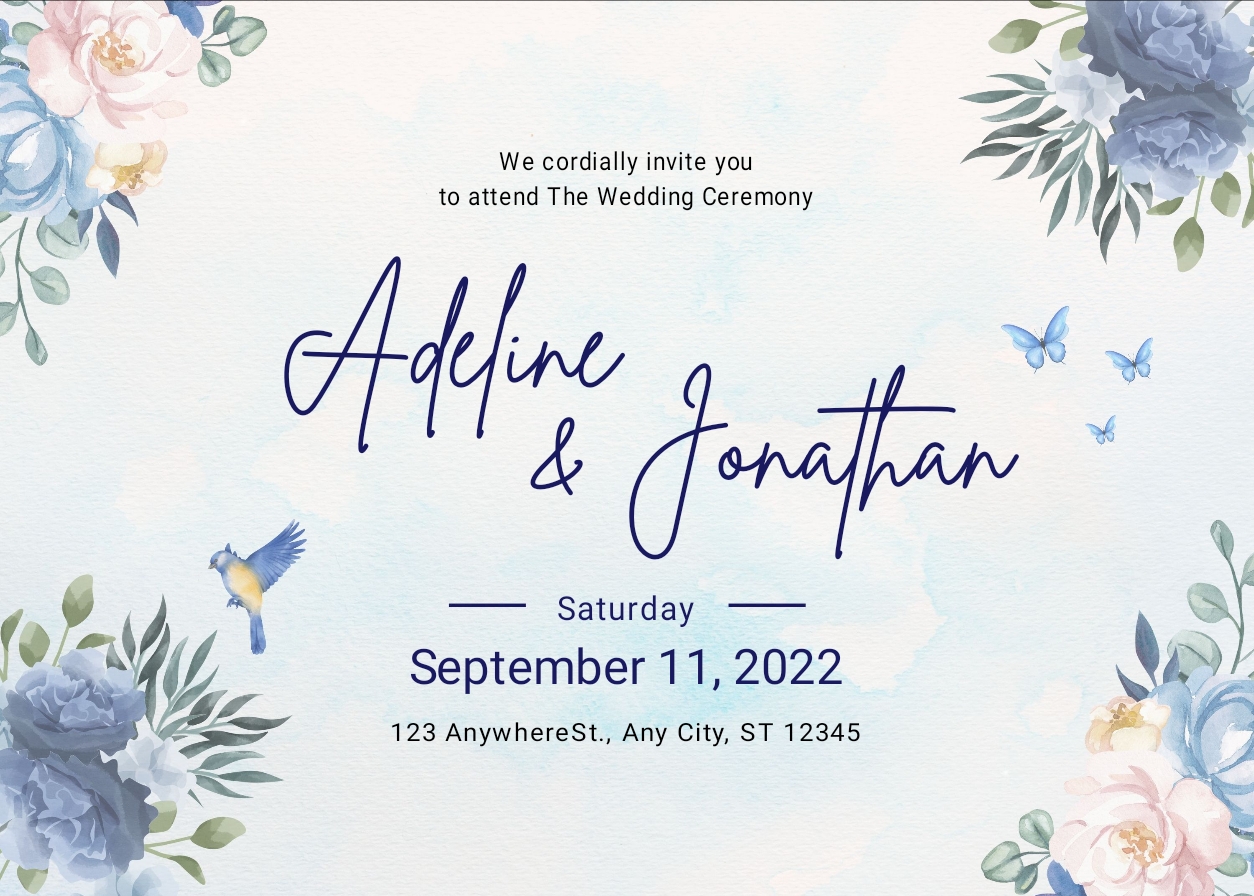 We cordially invite you
to attend The Wedding Ceremony
Adeline
& Jonathan
Saturday
September 11, 2022
123 AnywhereSt., Any City, ST 12345